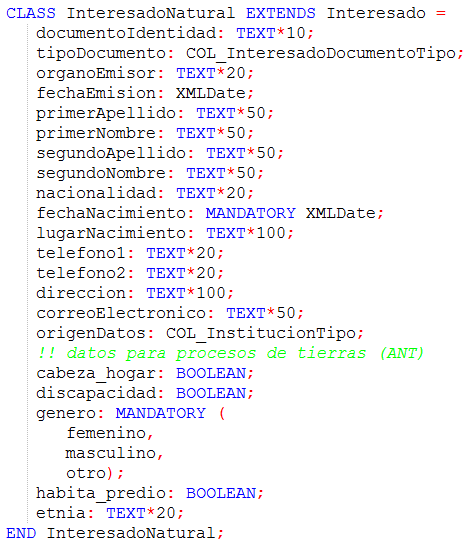 CLASS InteresadoNatural EXTENDS Interesado =
documentoIdentidad: TEXT*10;
tipoDocumento: COL_InteresadoDocumentoTipo;
organoEmisor: TEXT*20;
fechaEmision: XMLDate;
primerApellido: TEXT*50;
primerNombre: TEXT*50;
segundoApellido: TEXT*50;
segundoNombre: TEXT*50;
nacionalidad: TEXT*20;
fechaNacimiento: MANDATORY XMLDate;
lugarNacimiento: TEXT*100;
telefono1: TEXT*20;
telefono2: TEXT*20;
direccion: TEXT*100;
correoElectronico: TEXT*50;
origenDatos: COL_InstitucionTipo;
!! datos para procesos de tierras (ANT)
cabeza_hogar: BOOLEAN;
discapacidad: BOOLEAN;
genero: MANDATORY (
femenino,
masculino,
otro);
habita_predio: BOOLEAN;
etnia: TEXT*20;
END InteresadoNatural;